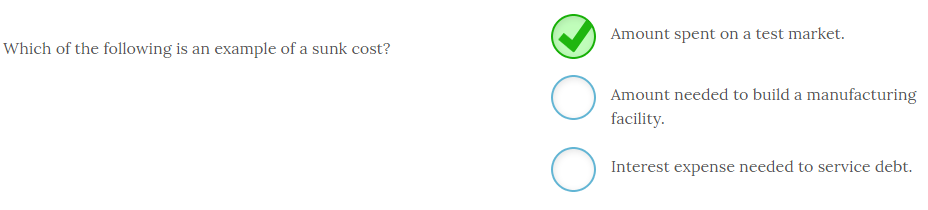 Which of the following is an example of a sunk cost?
Amount spent on a test market.
Amount needed to build a manufacturing
facility.
Interest expense needed to service debt.